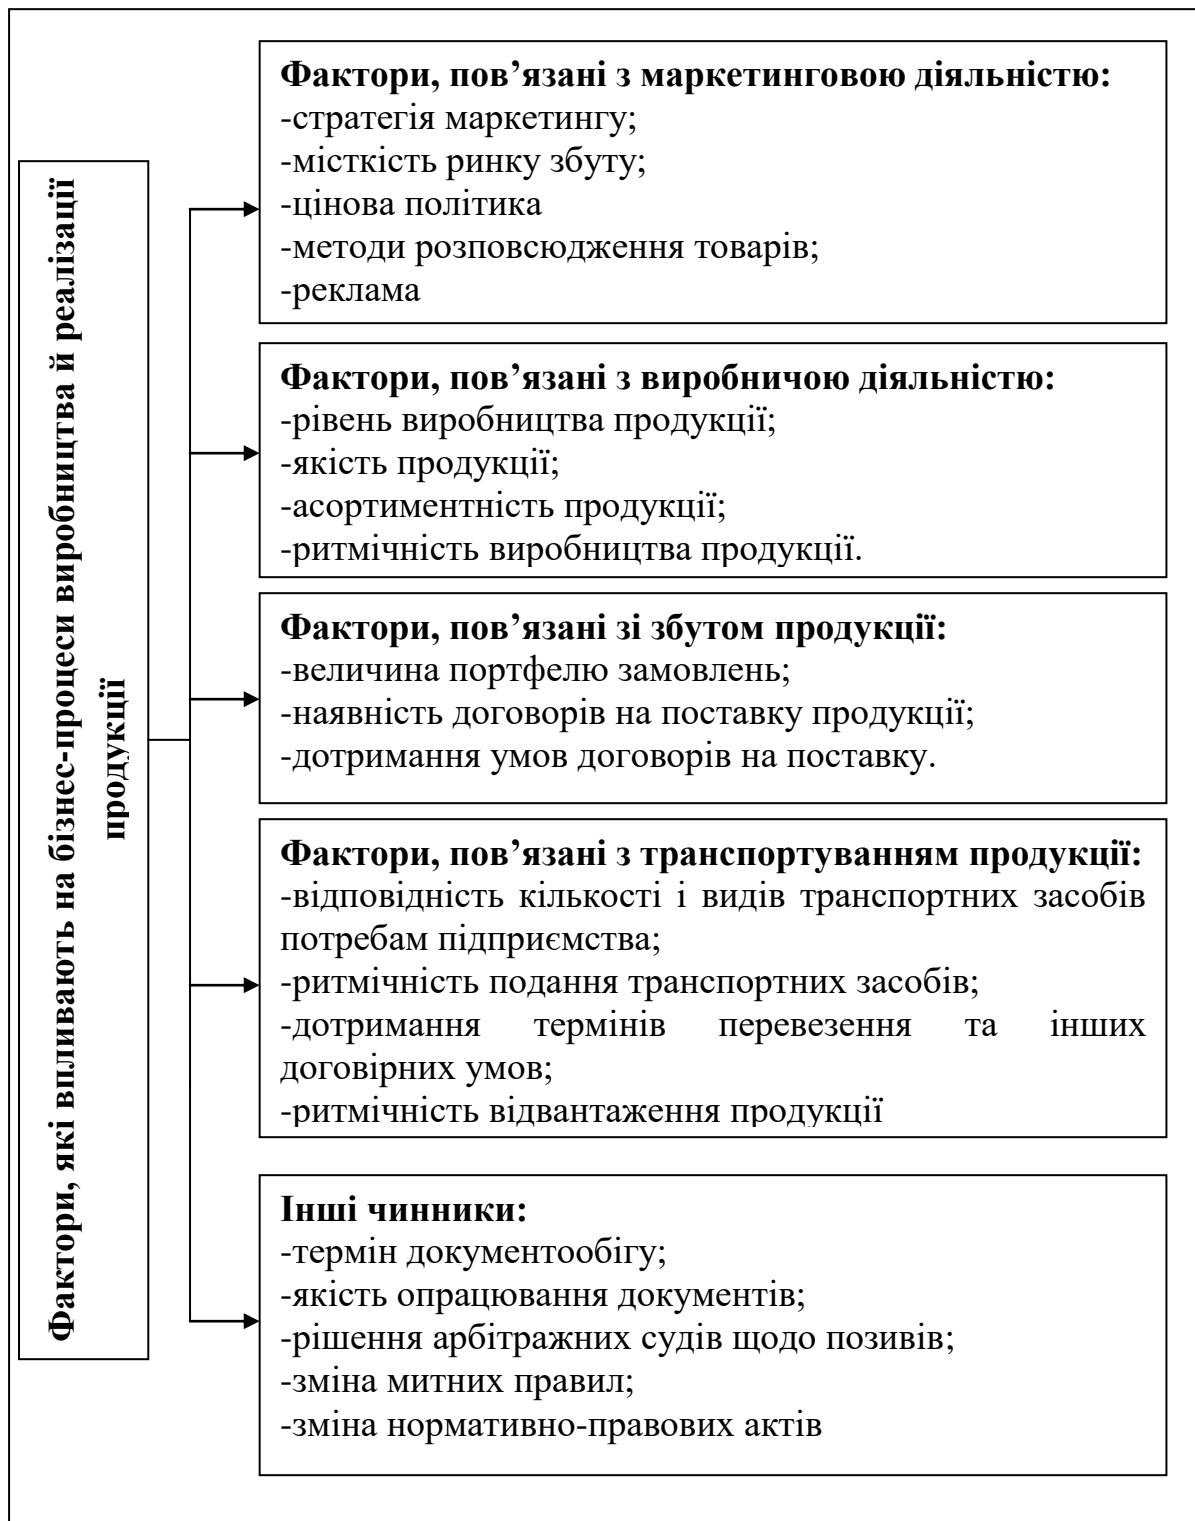 Фактори, які впливають на бізнес-процеси виробництва й реалізації
продукції
Фактори, пов’язані з маркетинговою діяльністю:
-стратегія маркетингу;
-місткість ринку збуту;
-цінова політика
-методи розповсюдження товарів;
-реклама
Фактори, пов’язані з виробничою діяльністю:
-рівень виробництва продукції;
-якість продукції;
-асортиментність продукції;
-ритмічність виробництва продукції.
Фактори, пов’язані зі збутом продукції:
-величина портфелю замовлень;
-наявність договорів на поставку продукції;
-дотримання умов договорів на поставку.
Фактори, пов’язані з транспортуванням продукції:
-відповідність кількості і видів транспортних засобів
потребам підприємства;
-ритмічність подання транспортних засобів;
-дотримання термінів перевезення та інших
договірних умов;
-ритмічність відвантаження продукції
Інші чинники:
-термін документообігу;
-якість опрацювання документів;
-рішення арбітражних судів щодо позивів;
-зміна митних правил;
-зміна нормативно-правових актів